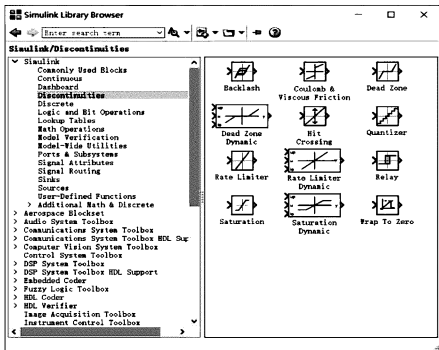 Simulink Library Browser
Enter search term
Simulink/Discontinuities
Simulink
Commonly Used Blocks
Continuous
Dashboard
Discontinuities
Discrete
Logic and Bit Operations
Lookup Tables
Math Operations
Model Verification
Model-Wide Utilities
Ports & Subsystems
Signal Attributes
Signal Routing
Sinks
Sources
User-Defined Functions
Additional Math & Discrete
Aerospace Blockset
Audio System Toolbox
Communications System Toolbox
Communications System Toolbox HDL Sup
Computer Vision System Toolbox
Control System Toolbox
DSP System Toolbox
DSP System Toolbox HDL Support
Embedded Coder
Fuzzy Logic Toolbox
HDL Coder
HDL Verifier
Image Acquisition Toolbox
Instrument Control Toolbox
Backlash
Coulomb &
Viscous Friction
Dead Zone
Dead Zone
Dynamic
Hit
Crossing
Quantizer
Rate Limiter
Rate Limiter
Dynamic
Relay
Saturation
Saturation
Dynamic
Wrap To Zero